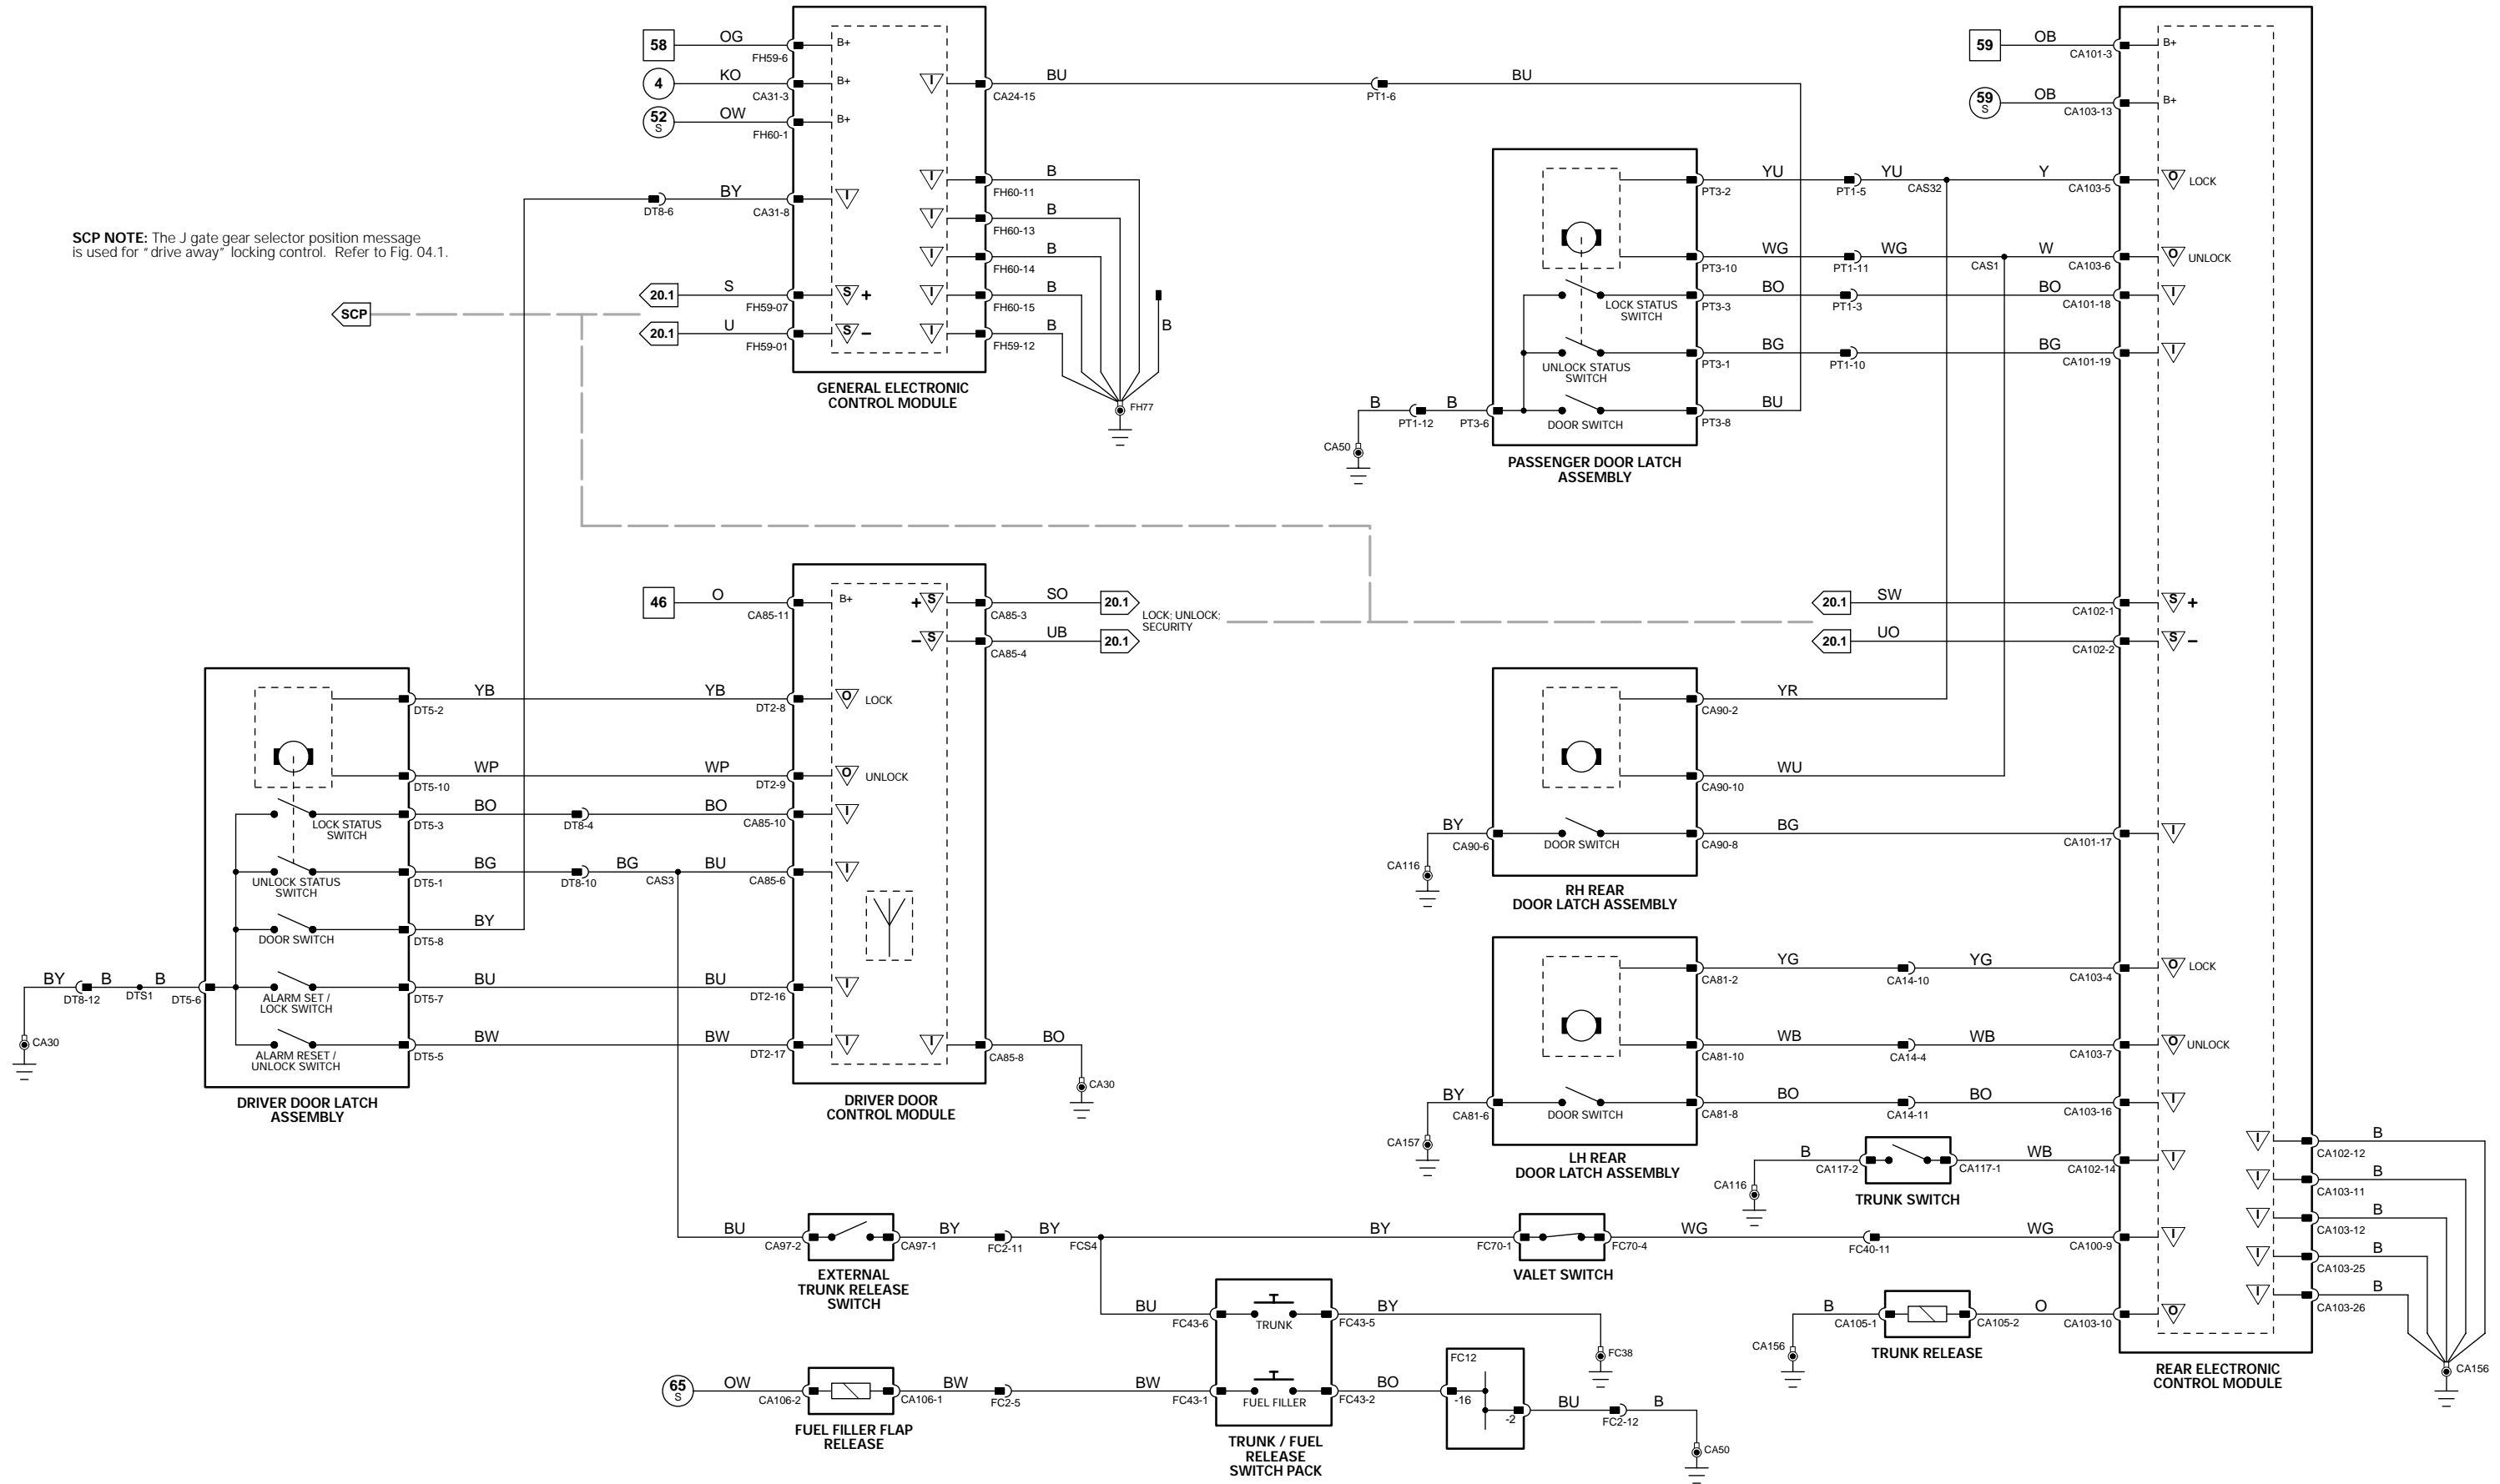 58
OG
FH59-6
B+
4
KO
CA31-3
B+
52
S
OW
FH60-1
B+
I
CA24-15
BU
PT1-6
BU
59
OB
CA101-3
B+
59
S
OB
CA103-13
B+
DT8-6
BY
CA31-8
I
I
FH60-11
B
I
FH60-13
B
I
FH60-14
B
I
FH60-15
B
I
FH59-12
B
B
FH77
20.1
S
FH59-07
S +
20.1
U
FH59-01
S –
GENERAL ELECTRONIC
CONTROL MODULE
SCP NOTE: The J gate gear selector position message
is used for "drive away" locking control. Refer to Fig. 04.1.
SCP
PT3-2
YU
PT1-5
YU
CAS32
Y
CA103-5
O
LOCK
PT3-10
WG
PT1-11
WG
CAS1
W
CA103-6
O
UNLOCK
LOCK STATUS
SWITCH
PT3-3
BO
PT1-3
BO
CA101-18
I
UNLOCK STATUS
SWITCH
PT3-1
BG
PT1-10
BG
CA101-19
I
B
PT1-12
B
PT3-6
DOOR SWITCH
PT3-8
BU
CA50
PASSENGER DOOR LATCH
ASSEMBLY
46
O
CA85-11
B+
+ S
CA85-3
SO
20.1
– S
CA85-4
UB
20.1
LOCK; UNLOCK;
SECURITY
20.1
SW
CA102-1
S +
20.1
UO
CA102-2
S –
DT5-2
YB
YB
DT2-8
O
LOCK
DT5-10
WP
WP
DT2-9
O
UNLOCK
LOCK STATUS
SWITCH
DT5-3
BO
DT8-4
BO
CA85-10
I
UNLOCK STATUS
SWITCH
DT5-1
BG
DT8-10
BG
CAS3
BU
CA85-6
I
DOOR SWITCH
DT5-8
BY
BY
DT8-12
B
DTS1
B
DT5-6
ALARM SET /
LOCK SWITCH
DT5-7
BU
BU
DT2-16
I
CA30
ALARM RESET /
UNLOCK SWITCH
DT5-5
BW
BW
DT2-17
I
I
CA85-8
BO
CA30
DRIVER DOOR LATCH
ASSEMBLY
DRIVER DOOR
CONTROL MODULE
CA90-2
YR
CA90-10
WU
BY
CA90-6
DOOR SWITCH
CA90-8
BG
CA101-17
I
CA116
RH REAR
DOOR LATCH ASSEMBLY
CA81-2
YG
CA14-10
YG
CA103-4
O
LOCK
CA81-10
WB
CA14-4
WB
CA103-7
O
UNLOCK
BY
CA81-6
DOOR SWITCH
CA81-8
BO
CA14-11
BO
CA103-16
I
CA157
LH REAR
DOOR LATCH ASSEMBLY
B
CA117-2
CA117-1
WB
CA102-14
I
CA116
TRUNK SWITCH
I
CA102-12
B
I
CA103-11
B
I
CA103-12
B
I
CA103-25
B
I
CA103-26
B
CA156
BU
CA97-2
CA97-1
BY
FC2-11
BY
FCS4
BY
FC70-1
FC70-4
WG
FC40-11
WG
CA100-9
I
EXTERNAL
TRUNK RELEASE
SWITCH
VALET SWITCH
BU
FC43-6
TRUNK
FC43-5
BY
FC38
B
CA105-1
CA105-2
O
CA103-10
O
CA156
TRUNK RELEASE
REAR ELECTRONIC
CONTROL MODULE
65
S
OW
CA106-2
CA106-1
BW
FC2-5
BW
FC43-1
FUEL FILLER
FC43-2
BO
FC12
-16
-2
BU
FC2-12
B
CA50
FUEL FILLER FLAP
RELEASE
TRUNK / FUEL
RELEASE
SWITCH PACK